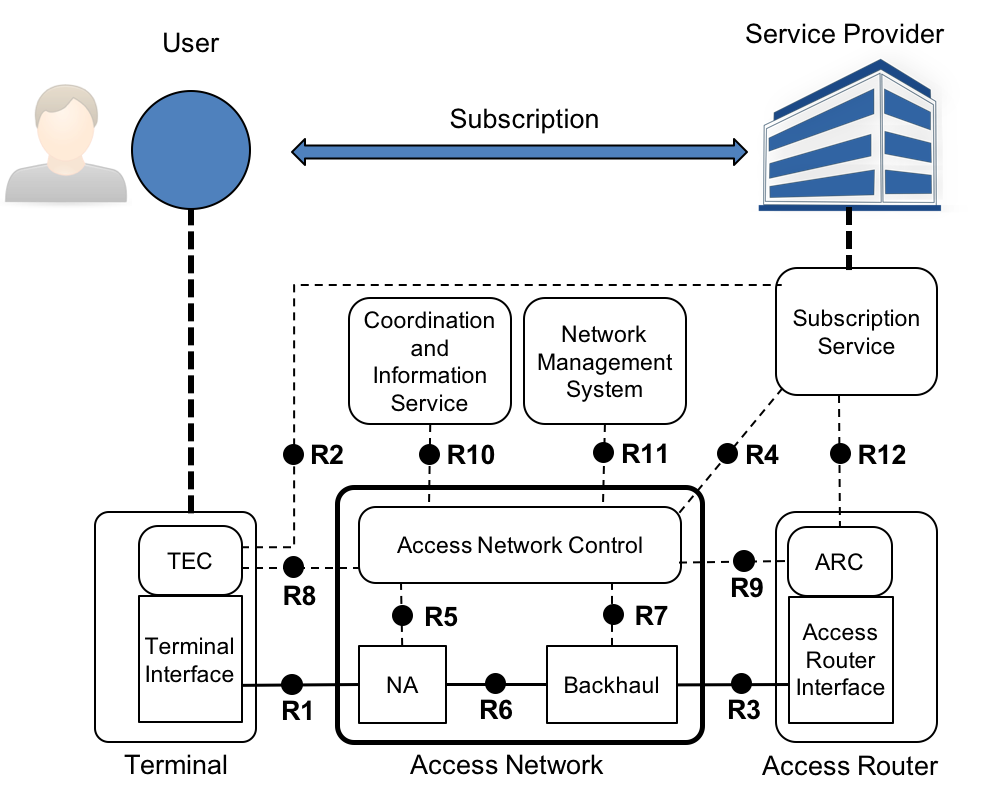 User
Service Provider
Subscription
Coordination
and
Information
Service
Network
Management
System
Subscription
Service
R2
R10
R11
R4
R12
TEC
Access Network Control
ARC
R8
R9
R5
R7
Terminal
Interface
NA
Backhaul
Access
Router
Interface
R1
R6
R3
Terminal
Access Network
Access Router